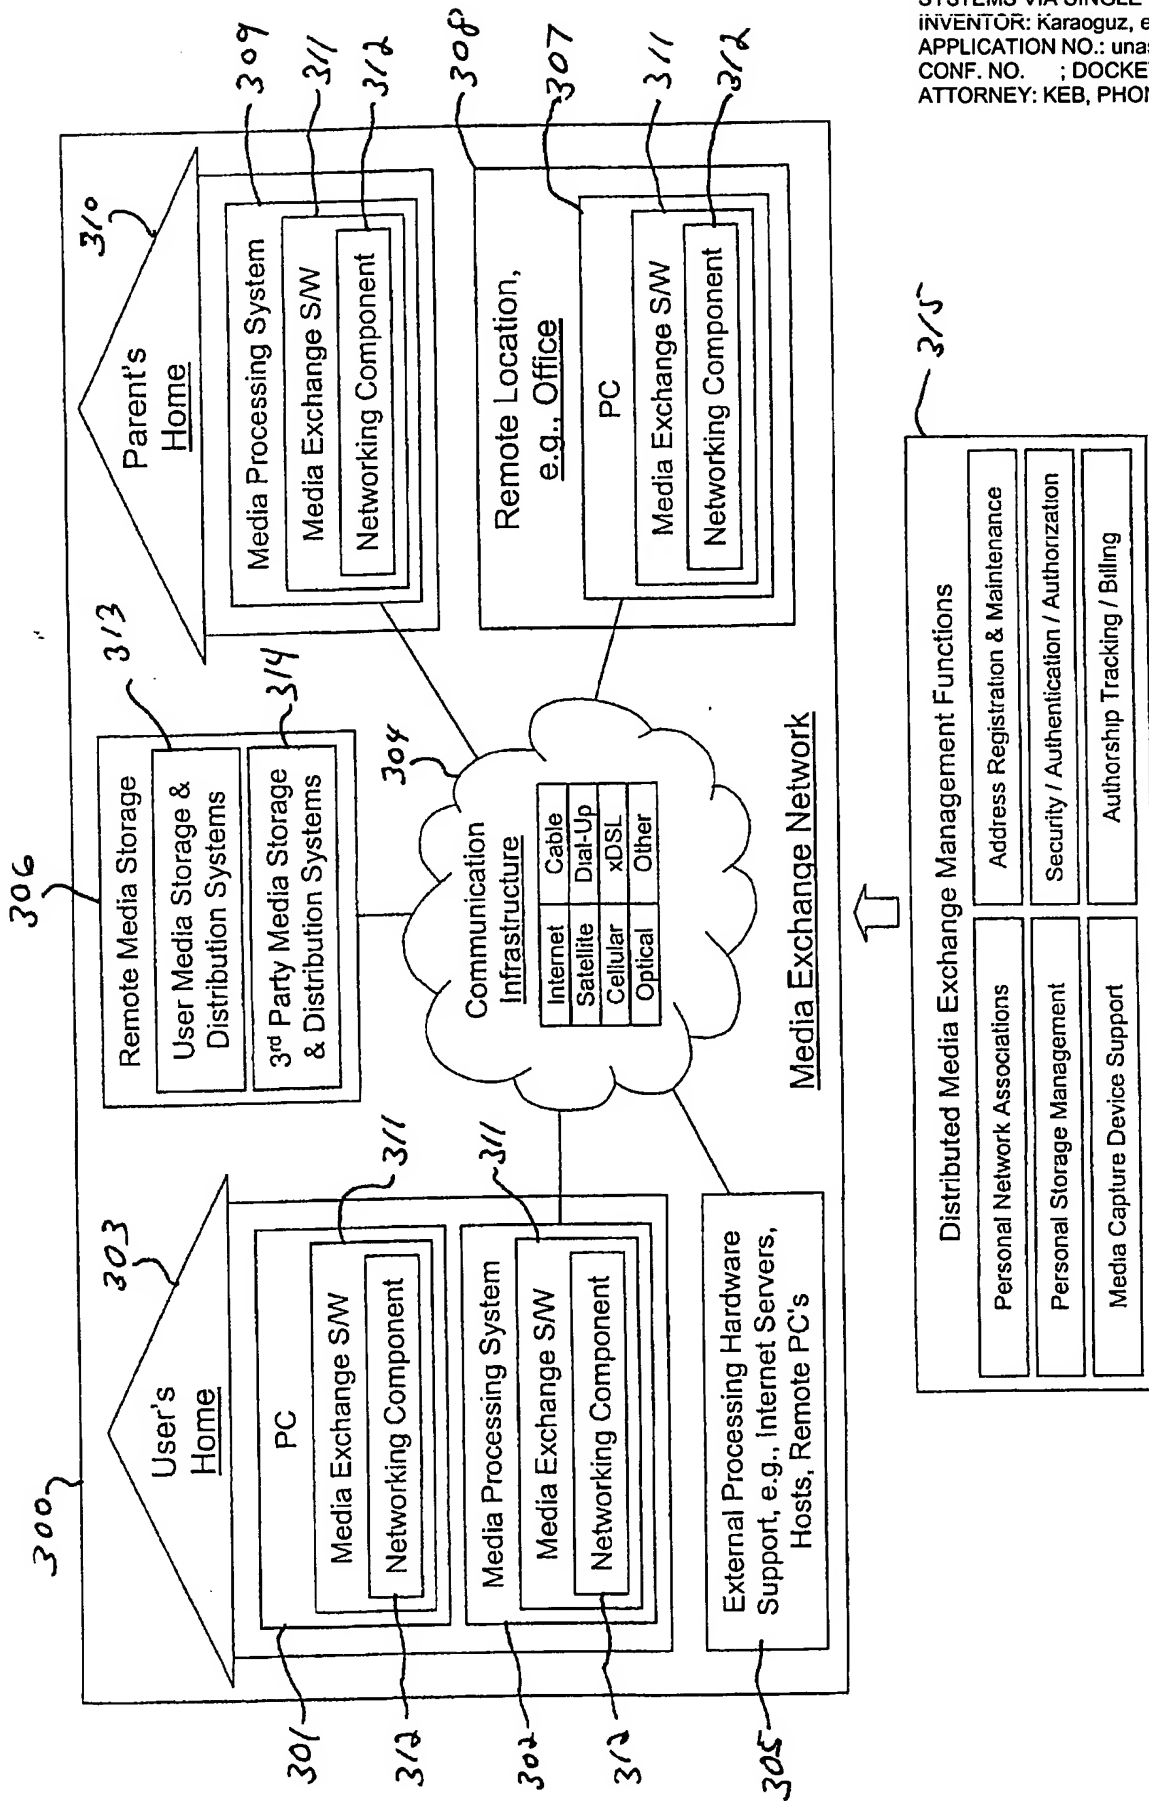 SYSTEMS VIA SINGLE
INVENTOR: Karaoguz, e
APPLICATION NO.: unas
CONF. NO. ; DOCKE
ATTORNEY: KEB, PHON
300
303
User's
Home
PC
Media Exchange S/W
Networking Component
301
311
312
Media Processing System
Media Exchange S/W
Networking Component
302
311
312
External Processing Hardware
Support, e.g., Internet Servers,
Hosts, Remote PC's
305
306
Remote Media Storage
User Media Storage &
Distribution Systems
313
3rd Party Media Storage
& Distribution Systems
314
304
Communication
Infrastructure
Internet Cable
Satellite Dial-Up
Cellular xDSL
Optical Other
Media Exchange Network
310
Parent's
Home
Media Processing System
Media Exchange S/W
Networking Component
309
311
312
308
Remote Location,
e.g., Office
307
PC
Media Exchange S/W
Networking Component
311
312
315
Distributed Media Exchange Management Functions
Personal Network Associations
Address Registration & Maintenance
Personal Storage Management
Security / Authentication / Authorization
Media Capture Device Support
Authorship Tracking / Billing